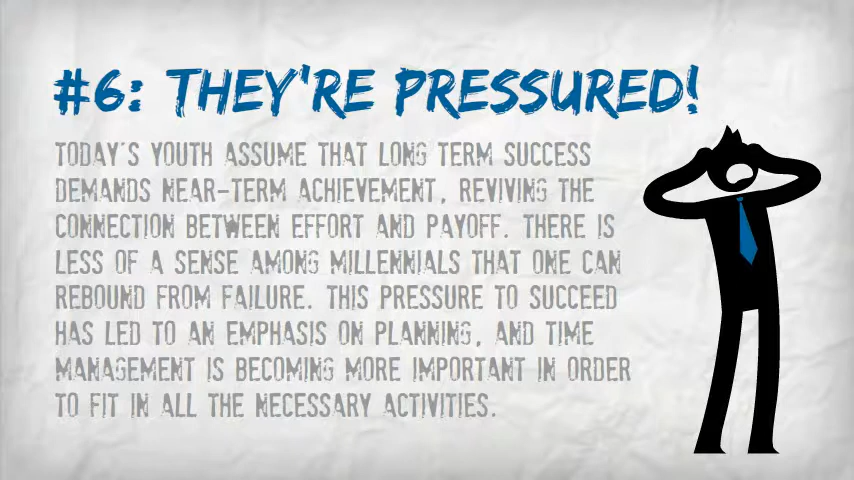 #6: THEY'RE PRESSURED!
TODAY'S YOUTH ASSUME THAT LONG TERM SUCCESS
DEMANDS NEAR-TERM ACHIEVEMENT, REVIVING THE
CONNECTION BETWEEN EFFORT AND PAYOFF. THERE IS
LESS OF A SENSE AMONG MILLENNIALS THAT ONE CAN
REBOUND FROM FAILURE. THIS PRESSURE TO SUCCEED
HAS LED TO AN EMPHASIS ON PLANNING, AND TIME
MANAGEMENT IS BECOMING MORE IMPORTANT IN ORDER
TO FIT IN ALL THE NECESSARY ACTIVITIES.